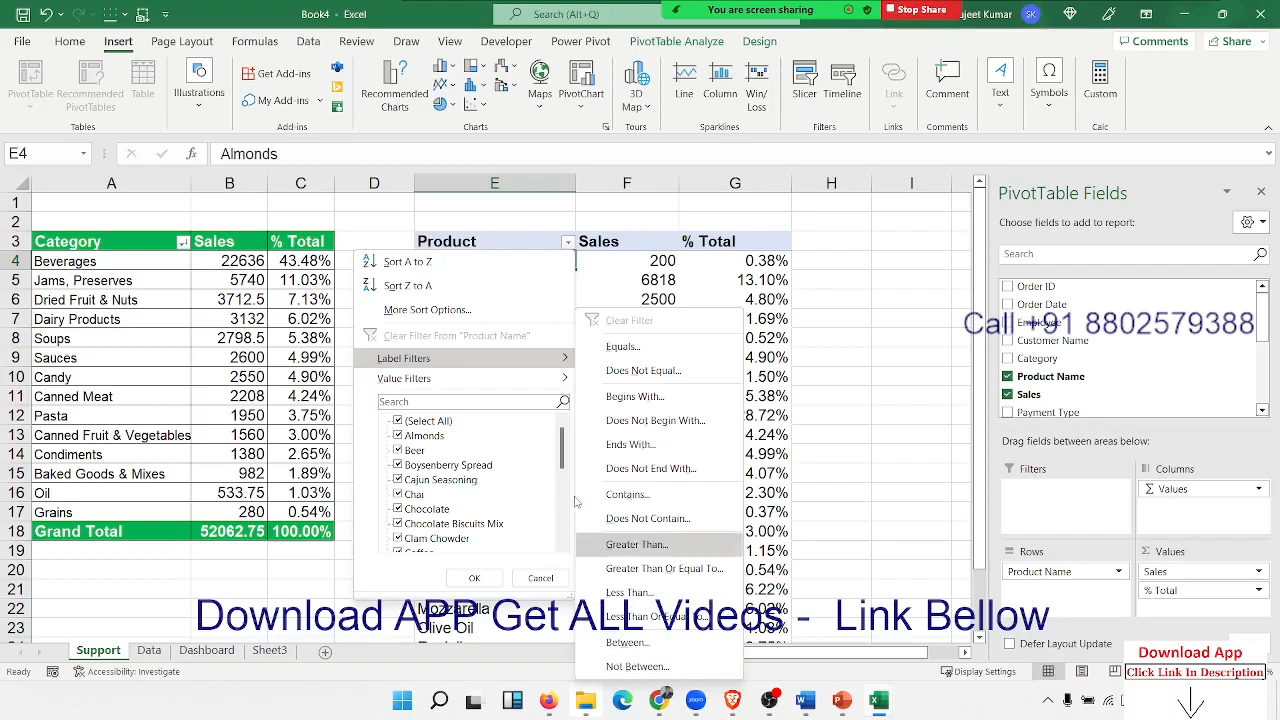 Book4 - Excel
Search (Alt+Q)
You are screen sharing
Stop Share
jeet Kumar
SK
File Home Insert Page Layout Formulas Data Review Draw View Developer Power Pivot PivotTable Analyze Design
Comments
Share
PivotTable
Recommended PivotTables
Table
Illustrations
Get Add-ins
My Add-ins
Recommended Charts
Maps
PivotChart
3D Map
Line
Column
Win/Loss
Slicer
Timeline
Link
Comment
Text
Symbols
Custom
Tables
Add-ins
Charts
Tours
Sparklines
Filters
Links
Comments
Calc
E4
fx
Almonds
A B C D E F G H I
1
2
3 Category Sales % Total Product Sales % Total
4 Beverages 22636 43.48% 200 0.38%
5 Jams, Preserves 5740 11.03% 6818 13.10%
6 Dried Fruit & Nuts 3712.5 7.13% 2500 4.80%
7 Dairy Products 3132 6.02% 1.69%
8 Soups 2798.5 5.38% 0.52%
9 Sauces 2600 4.99% 4.90%
10 Candy 2550 4.90% 1.50%
11 Canned Meat 2208 4.24% 5.38%
12 Pasta 1950 3.75% 8.72%
13 Canned Fruit & Vegetables 1560 3.00% 4.24%
14 Condiments 1380 2.65% 4.99%
15 Baked Goods & Mixes 982 1.89% 4.07%
16 Oil 533.75 1.03% 2.30%
17 Grains 280 0.54% 0.37%
18 Grand Total 52062.75 100.00% 3.00%
19 1.15%
20 0.54%
21 6.22%
22 Mozzarella
23 Olive Oil
Sort A to Z
Sort Z to A
More Sort Options...
Clear Filter From "Product Name"
Label Filters
Value Filters
Search
(Select All)
Almonds
Beer
Boysenberry Spread
Cajun Seasoning
Chai
Chocolate
Chocolate Biscuits Mix
Clam Chowder
Coffee
OK
Cancel
Clear Filter
Equals...
Does Not Equal...
Begins With...
Does Not Begin With...
Ends With...
Does Not End With...
Contains...
Does Not Contain...
Greater Than...
Greater Than Or Equal To...
Less Than...
Less Than Or Equal To...
Between...
Not Between...
PivotTable Fields
Choose fields to add to report:
Search
Order ID
Order Date
Employee
Customer Name
Category
Product Name
Sales
Payment Type
Call +91 8802579388
Drag fields between areas below:
Filters
Columns
Σ Values
Rows
Σ Values
Product Name
Sales
% Total
Defer Layout Update
Download APP Get ALL Videos - Link Bellow
Support Data Dashboard Sheet3
Ready
Accessibility: Investigate
Display Settings
Download App
Click Link In Description